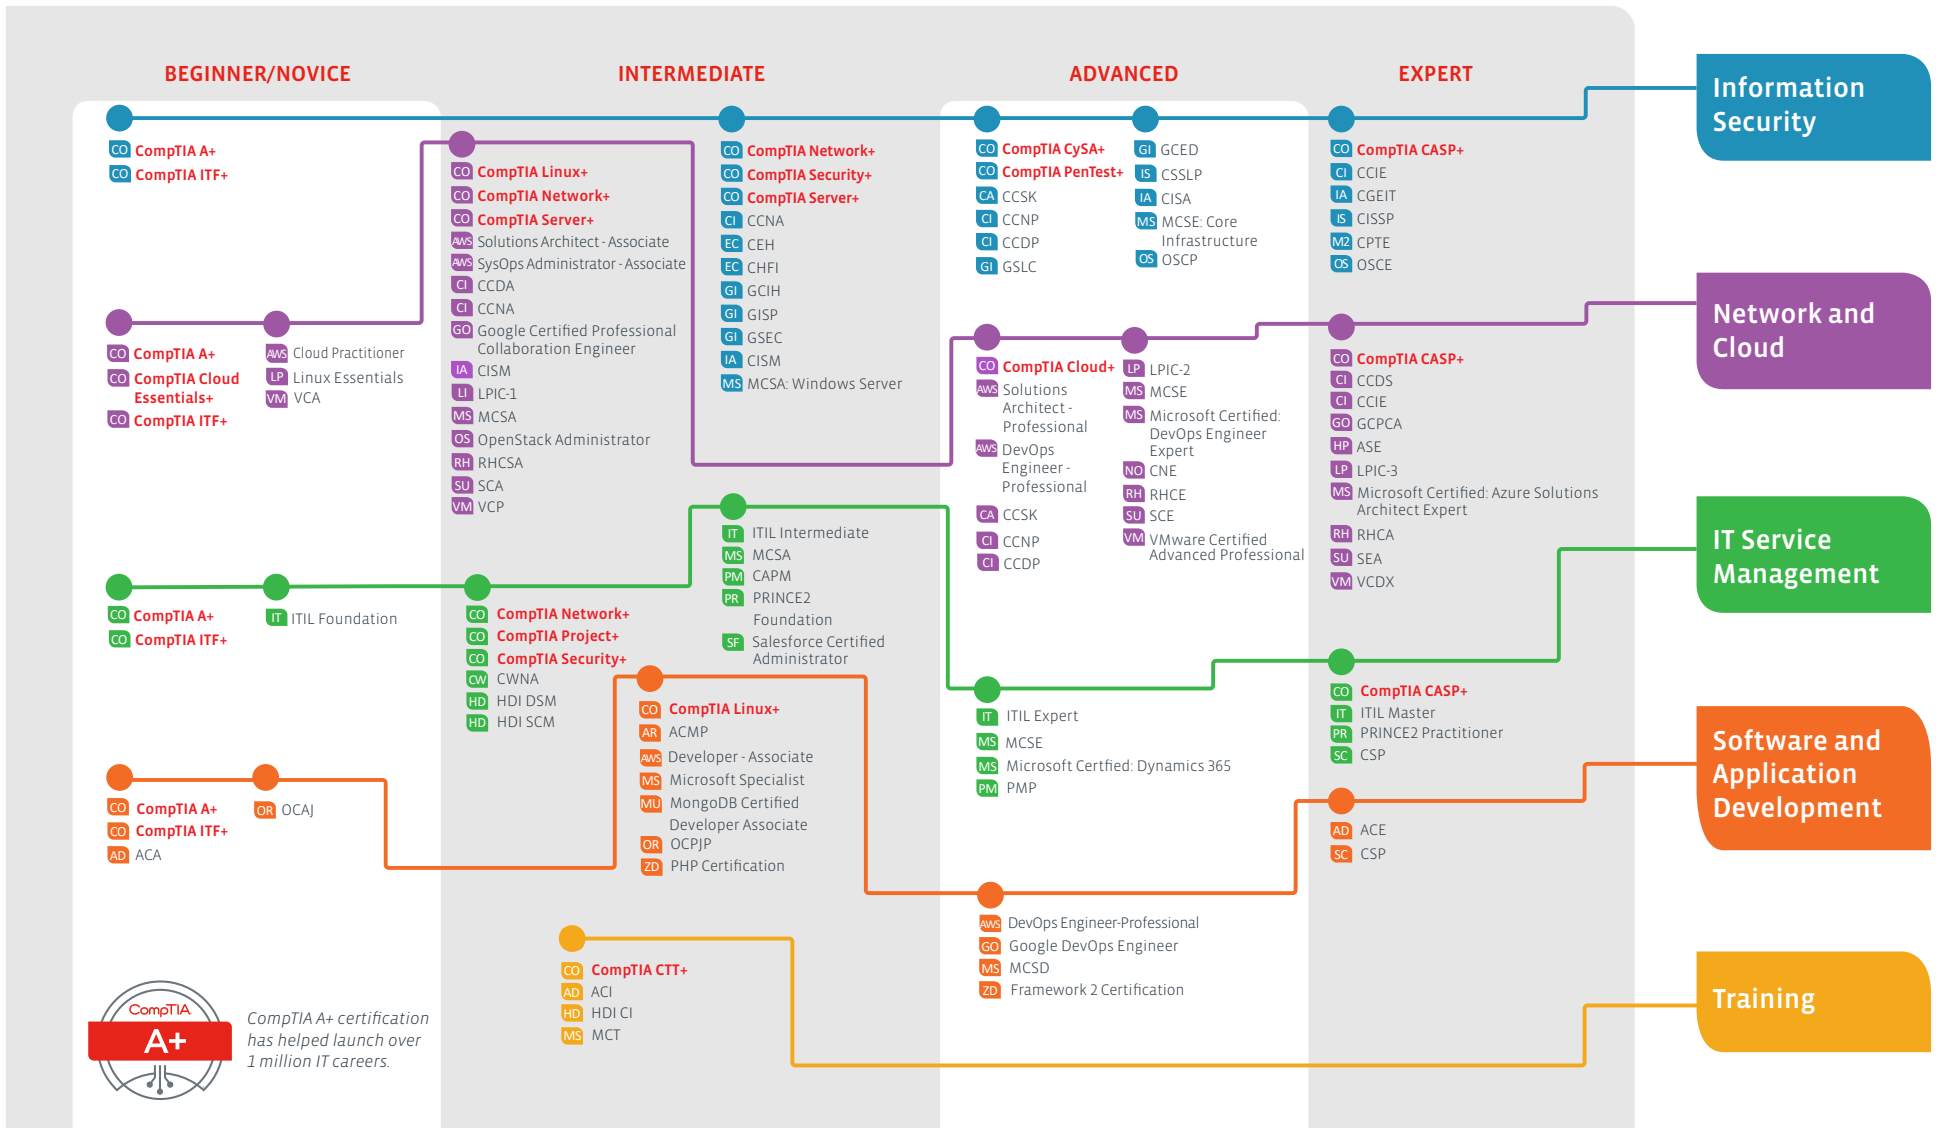 BEGINNER/NOVICE
INTERMEDIATE
ADVANCED
EXPERT
CO CompTIA A+
CO CompTIA ITF+
CO CompTIA Network+
CO CompTIA Security+
CO CompTIA Server+
CI CCNA
EC CEH
EC CHFI
GI GCIH
GI GISP
GI GSEC
IA CISM
MS MCSA: Windows Server
CO CompTIA CySA+
CO CompTIA PenTest+
CA CCSK
CI CCNP
CI CCDP
GI GSLC
GI GCED
IS CSSLP
IA CISA
MS MCSE: Core
Infrastructure
OS OSCP
CO CompTIA CASP+
CI CCIE
IA CGEIT
IS CISSP
M2 CPTE
OS OSCE
Information
Security
CO CompTIA A+
CO CompTIA Cloud
Essentials+
CO CompTIA ITF+
AWS Cloud Practitioner
LP Linux Essentials
VM VCA
CO CompTIA Linux+
CO CompTIA Network+
CO CompTIA Server+
AWS Solutions Architect - Associate
AWS SysOps Administrator - Associate
CI CCDA
CI CCNA
GO Google Certified Professional
Collaboration Engineer
IA CISM
LI LPIC-1
MS MCSA
OS OpenStack Administrator
RH RHCSA
SU SCA
VM VCP
CO CompTIA Cloud+
AWS Solutions
Architect -
Professional
AWS DevOps
Engineer -
Professional
CA CCSK
CI CCNP
CI CCDP
LP LPIC-2
MS MCSE
MS Microsoft Certified:
DevOps Engineer
Expert
NO CNE
RH RHCE
SU SCE
VM VMware Certified
Advanced Professional
CO CompTIA CASP+
CI CCDS
CI CCIE
GO GCPCA
HP ASE
LP LPIC-3
MS Microsoft Certified: Azure Solutions
Architect Expert
RH RHCA
SU SEA
VM VCDX
Network and
Cloud
CO CompTIA A+
CO CompTIA ITF+
IT ITIL Foundation
CO CompTIA Network+
CO CompTIA Project+
CO CompTIA Security+
CW CWNA
HD HDI DSM
HD HDI SCM
IT ITIL Intermediate
MS MCSA
PM CAPM
PR PRINCE2
Foundation
SF Salesforce Certified
Administrator
IT ITIL Expert
MS MCSE
MS Microsoft Certfied: Dynamics 365
PM PMP
CO CompTIA CASP+
IT ITIL Master
PR PRINCE2 Practitioner
SC CSP
IT Service
Management
CO CompTIA A+
CO CompTIA ITF+
AD ACA
OR OCAJ
CO CompTIA Linux+
AR ACMP
AWS Developer - Associate
MS Microsoft Specialist
MU MongoDB Certified
Developer Associate
OR OCPJP
ZD PHP Certification
AWS DevOps Engineer-Professional
GO Google DevOps Engineer
MS MCSD
ZD Framework 2 Certification
AD ACE
SC CSP
Software and
Application
Development
CO CompTIA CTT+
AD ACI
HD HDI CI
MS MCT
Training
CompTIA.
A+
CompTIA A+ certification
has helped launch over
1 million IT careers.